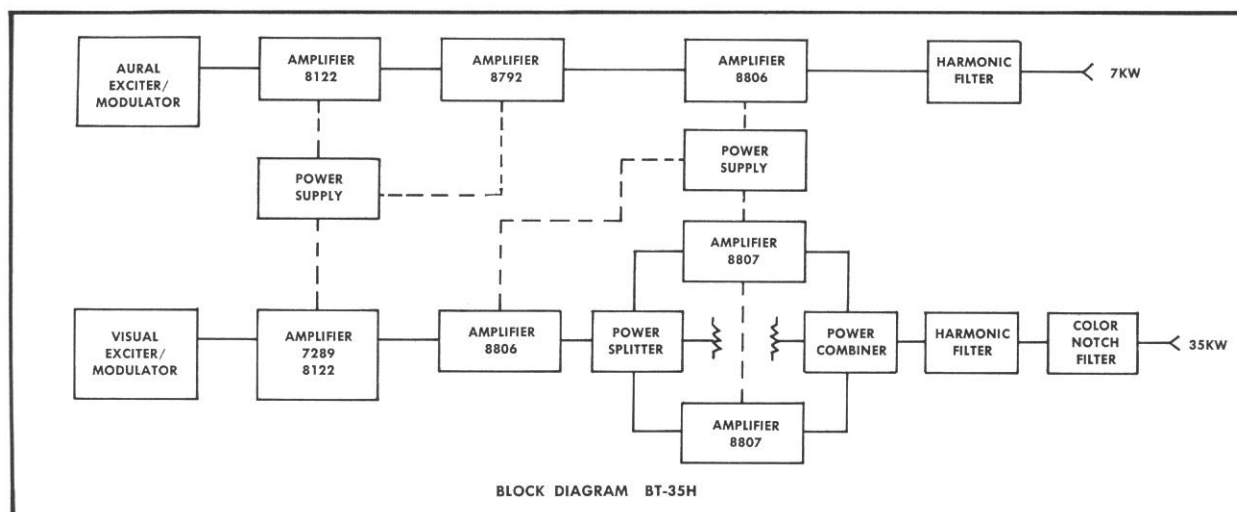 AURAL
EXCITER/
MODULATOR
AMPLIFIER
8122
AMPLIFIER
8792
AMPLIFIER
8806
HARMONIC
FILTER
7KW
POWER
SUPPLY
POWER
SUPPLY
AMPLIFIER
8807
VISUAL
EXCITER/
MODULATOR
AMPLIFIER
7289
8122
AMPLIFIER
8806
POWER
SPLITTER
POWER
COMBINER
HARMONIC
FILTER
COLOR
NOTCH
FILTER
35KW
AMPLIFIER
8807
BLOCK DIAGRAM BT-35H